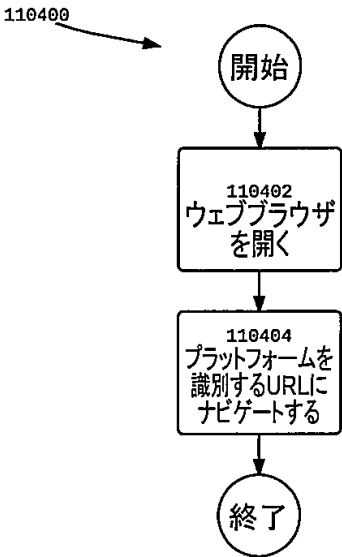 110400
開始
110402
ウェブブラウザ
を開く
110404
プラットフォームを
識別するURLに
ナビゲートする
終了